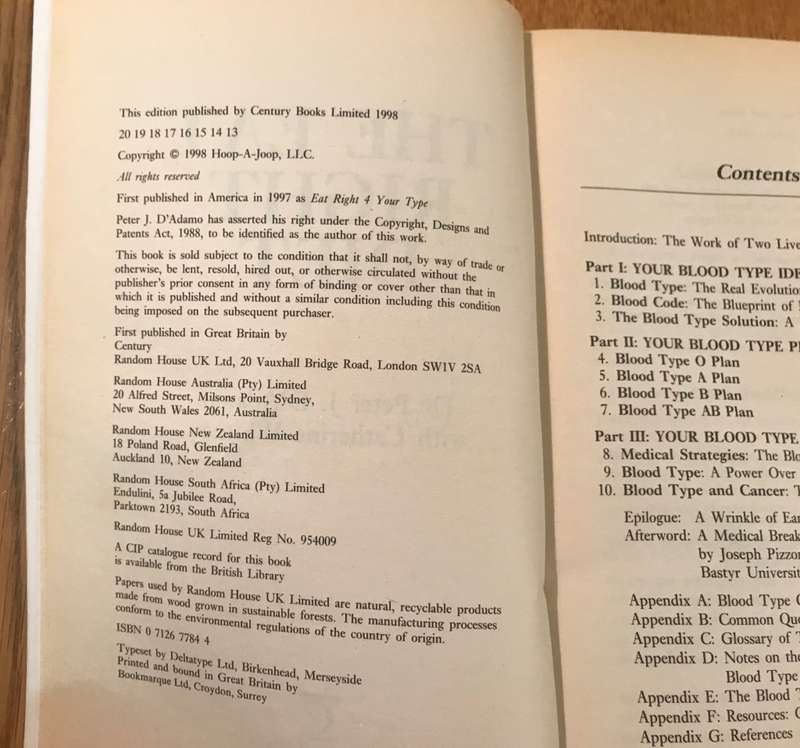 This edition published by Century Books Limited 1998
20 19 18 17 16 15 14 13
Copyright © 1998 Hoop-A-Joop, LLC.
All rights reserved
First published in America in 1997 as Eat Right 4 Your Type
Peter J. D'Adamo has asserted his right under the Copyright, Designs and
Patents Act, 1988, to be identified as the author of this work.
This book is sold subject to the condition that it shall not, by way of trade or
otherwise, be lent, resold, hired out, or otherwise circulated without the
publisher's prior consent in any form of binding or cover other than that in
which it is published and without a similar condition including this condition
being imposed on the subsequent purchaser.
First published in Great Britain by
Century
Random House UK Ltd, 20 Vauxhall Bridge Road, London SW1V 2SA
Random House Australia (Pty) Limited
20 Alfred Street, Milsons Point, Sydney,
New South Wales 2061, Australia
Random House New Zealand Limited
18 Poland Road, Glenfield
Auckland 10, New Zealand
Random House South Africa (Pty) Limited
Endulini, 5a Jubilee Road,
Parktown 2193, South Africa
Random House UK Limited Reg No. 954009
A CIP catalogue record for this book
is available from the British Library
Papers used by Random House UK Limited are natural, recyclable products
made from wood grown in sustainable forests. The manufacturing processes
conform to the environmental regulations of the country of origin.
ISBN 0 7126 7784 4
Typeset by Deltatype Ltd, Birkenhead, Merseyside
Printed and bound in Great Britain by
Bookmarque Ltd, Croydon, Surrey
Contents
Introduction: The Work of Two
Part I: YOUR BLOOD TYPE
1. Blood Type: The Real
2. Blood Code: The Blueprint of
3. The Blood Type Solution: A
Part II: YOUR BLOOD TYPE
4. Blood Type O Plan
5. Blood Type A Plan
6. Blood Type B Plan
7. Blood Type AB Plan
Part III: YOUR BLOOD TYPE
8. Medical Strategies: The
9. Blood Type: A Power Over
10. Blood Type and Cancer:
Epilogue: A Wrinkle of
Afterword: A Medical
by Joseph
Bastyr
Appendix A: Blood Type
Appendix B: Common
Appendix C: Glossary of
Appendix D: Notes on the
Blood Type
Appendix E: The Blood
Appendix F: Resources:
Appendix G: References